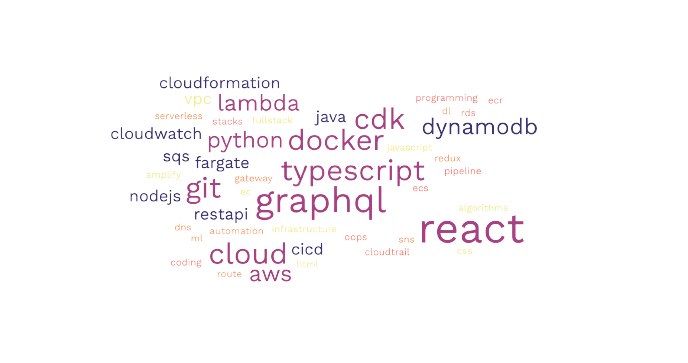 cloudformation
vpc lambda programming ecr
serverless stacks fullstack java cdk dl rds
cloudwatch python docker dynamodb
sqs fargate javascript
amplify gateway typescript redux pipeline
nodejs git ec graphql ecs
restapi algorithms
dns automation infrastructure react
ml oops sns
cloud cicd cloudtrail css
coding html
route aws